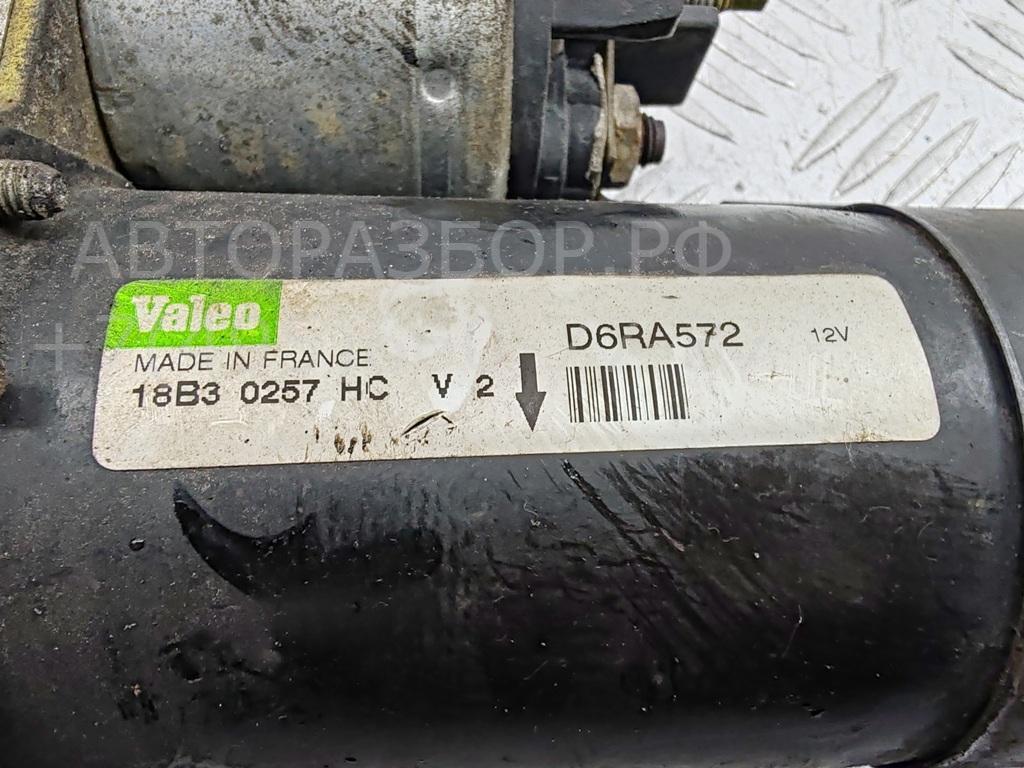 АВТОРАЗБОР.РФ
Valeo
D6RA572 12V
MADE IN FRANCE
18B3 0257 HC V 2